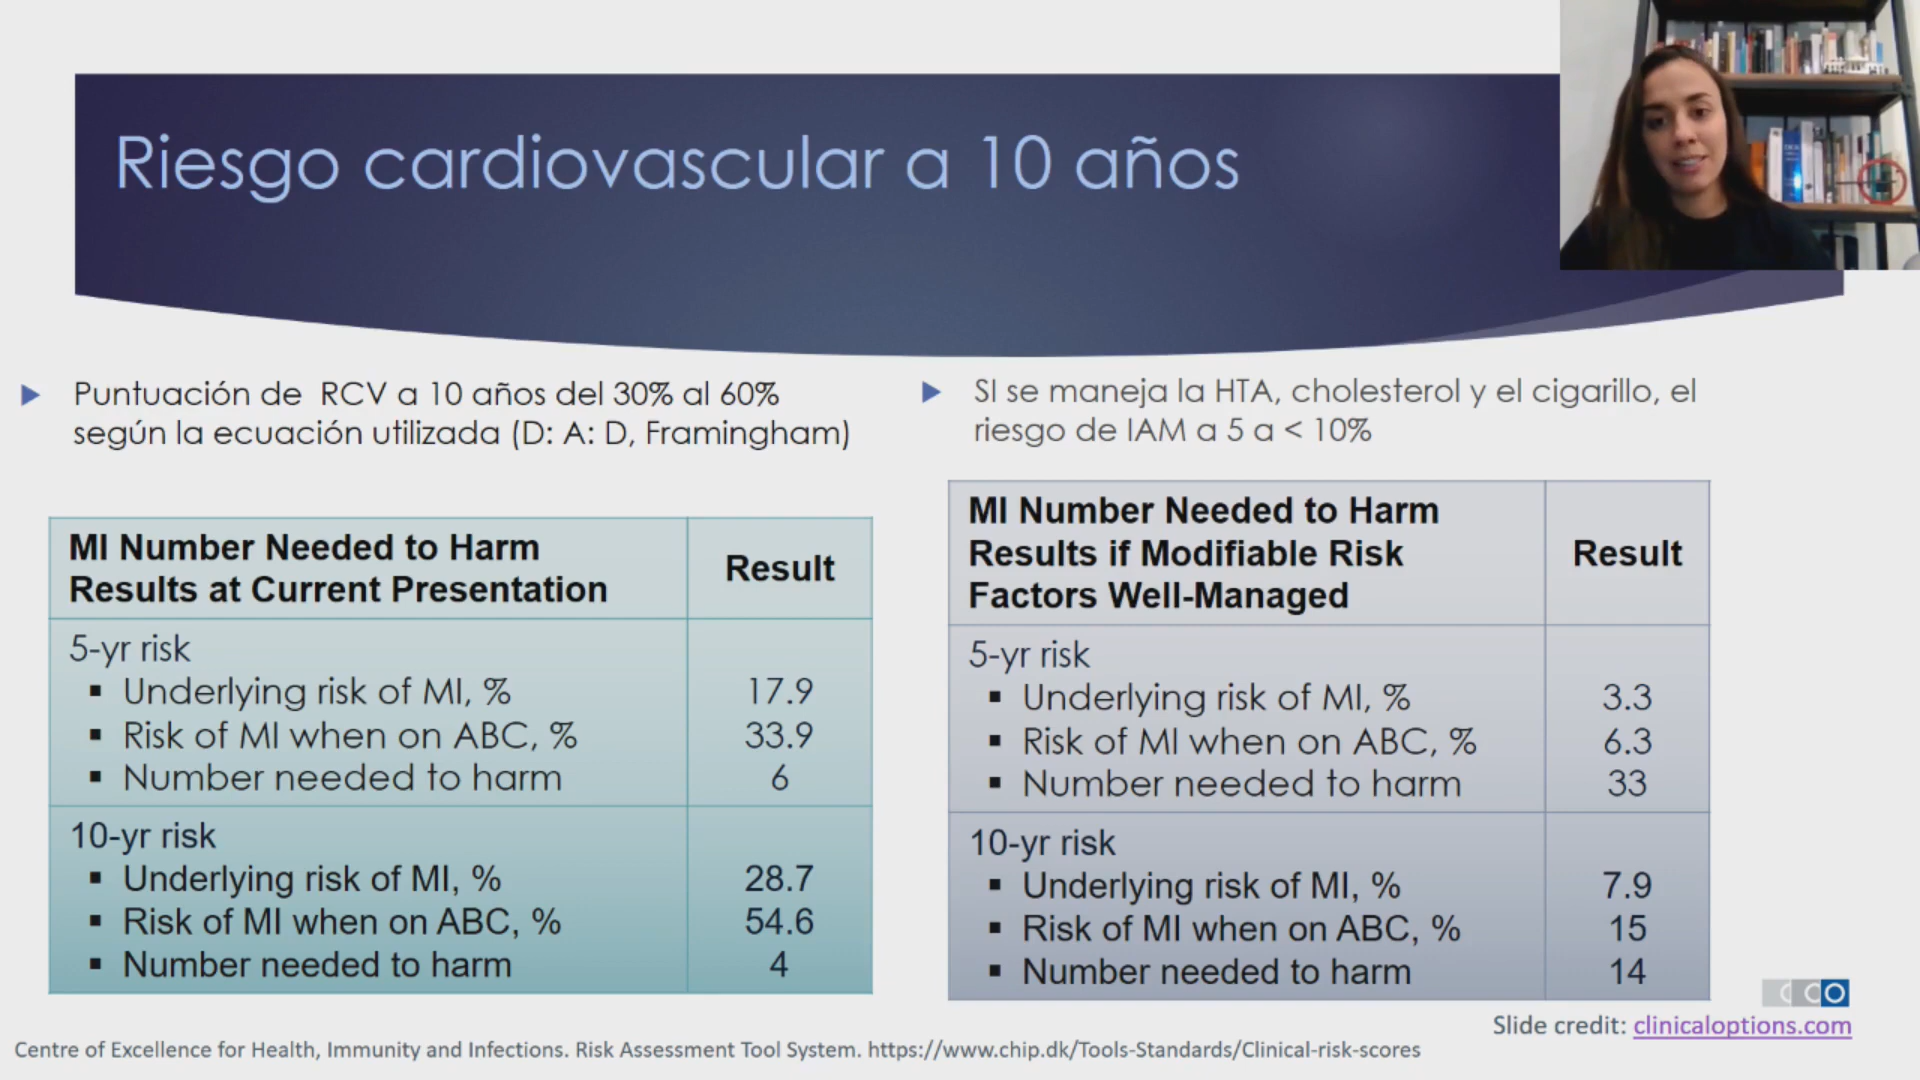 Riesgo cardiovascular a 10 años
Puntuación de RCV a 10 años del 30% al 60%
según la ecuación utilizada (D: A: D, Framingham)
SI se maneja la HTA, cholesterol y el cigarillo, el
riesgo de IAM a 5 a < 10%
MI Number Needed to Harm
Results at Current Presentation
Result
5-yr risk
▪ Underlying risk of MI, % 17.9
▪ Risk of MI when on ABC, % 33.9
▪ Number needed to harm 6
10-yr risk
▪ Underlying risk of MI, % 28.7
▪ Risk of MI when on ABC, % 54.6
▪ Number needed to harm 4
MI Number Needed to Harm
Results if Modifiable Risk
Factors Well-Managed
Result
5-yr risk
▪ Underlying risk of MI, % 3.3
▪ Risk of MI when on ABC, % 6.3
▪ Number needed to harm 33
10-yr risk
▪ Underlying risk of MI, % 7.9
▪ Risk of MI when on ABC, % 15
▪ Number needed to harm 14
CCO
Slide credit: clinicaloptions.com
Centre of Excellence for Health, Immunity and Infections. Risk Assessment Tool System. https://www.chip.dk/Tools-Standards/Clinical-risk-scores